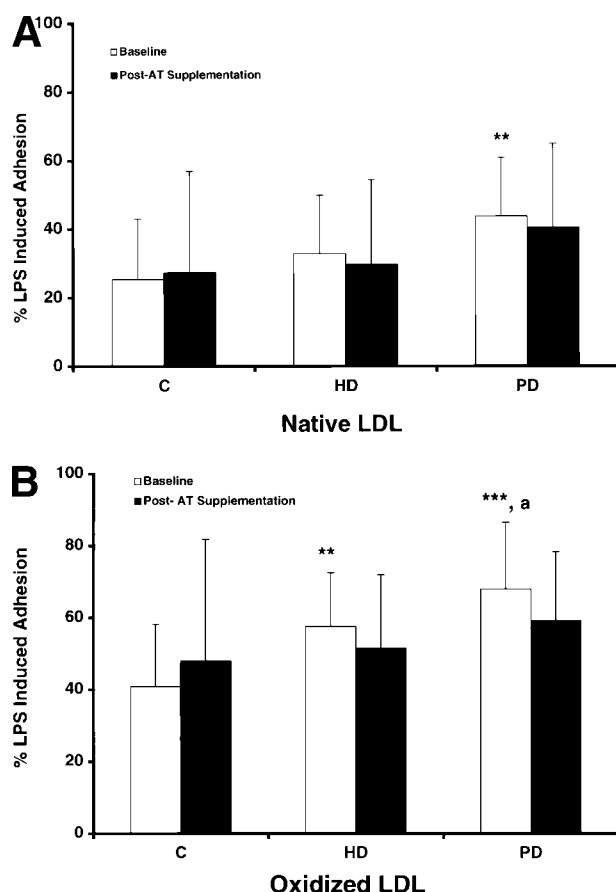 A
100
80
60
40
20
0
% LPS Induced Adhesion
Baseline
Post-AT Supplementation
**
C HD PD
Native LDL
B
100
80
60
40
20
0
% LPS Induced Adhesion
Baseline
Post- AT Supplementation
**
***, a
C HD PD
Oxidized LDL